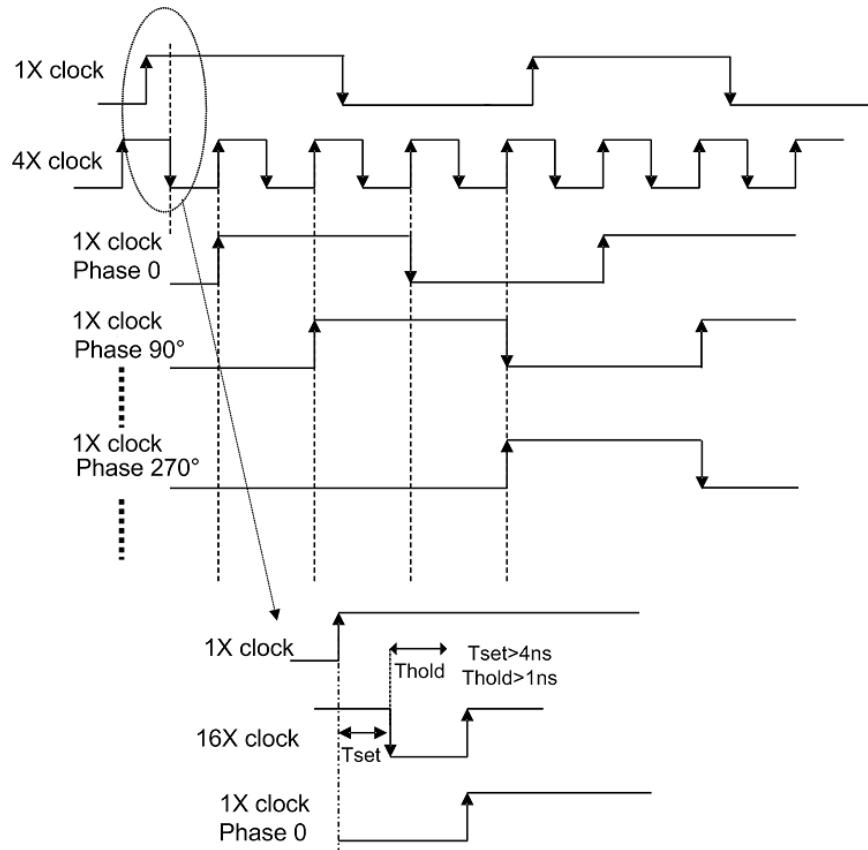 1X clock
4X clock
1X clock
Phase 0
1X clock
Phase 90°
1X clock
Phase 270°
1X clock
Thold
Tset>4ns
Thold>1ns
16X clock
Tset
1X clock
Phase 0